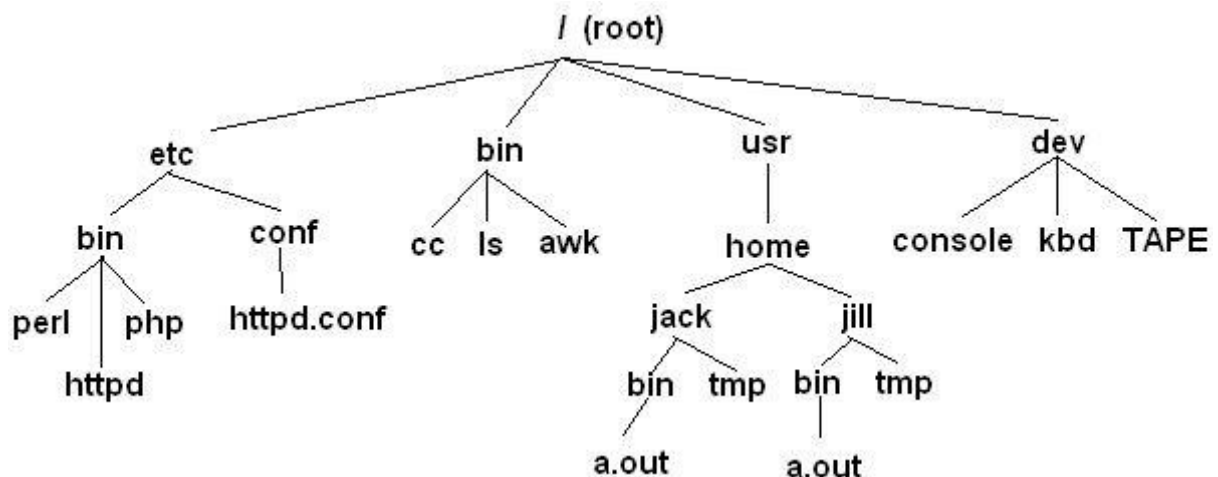 / (root)
etc bin usr dev
bin conf cc ls awk home console kbd TAPE
perl php httpd.conf jack jill
httpd bin tmp bin tmp
a.out a.out